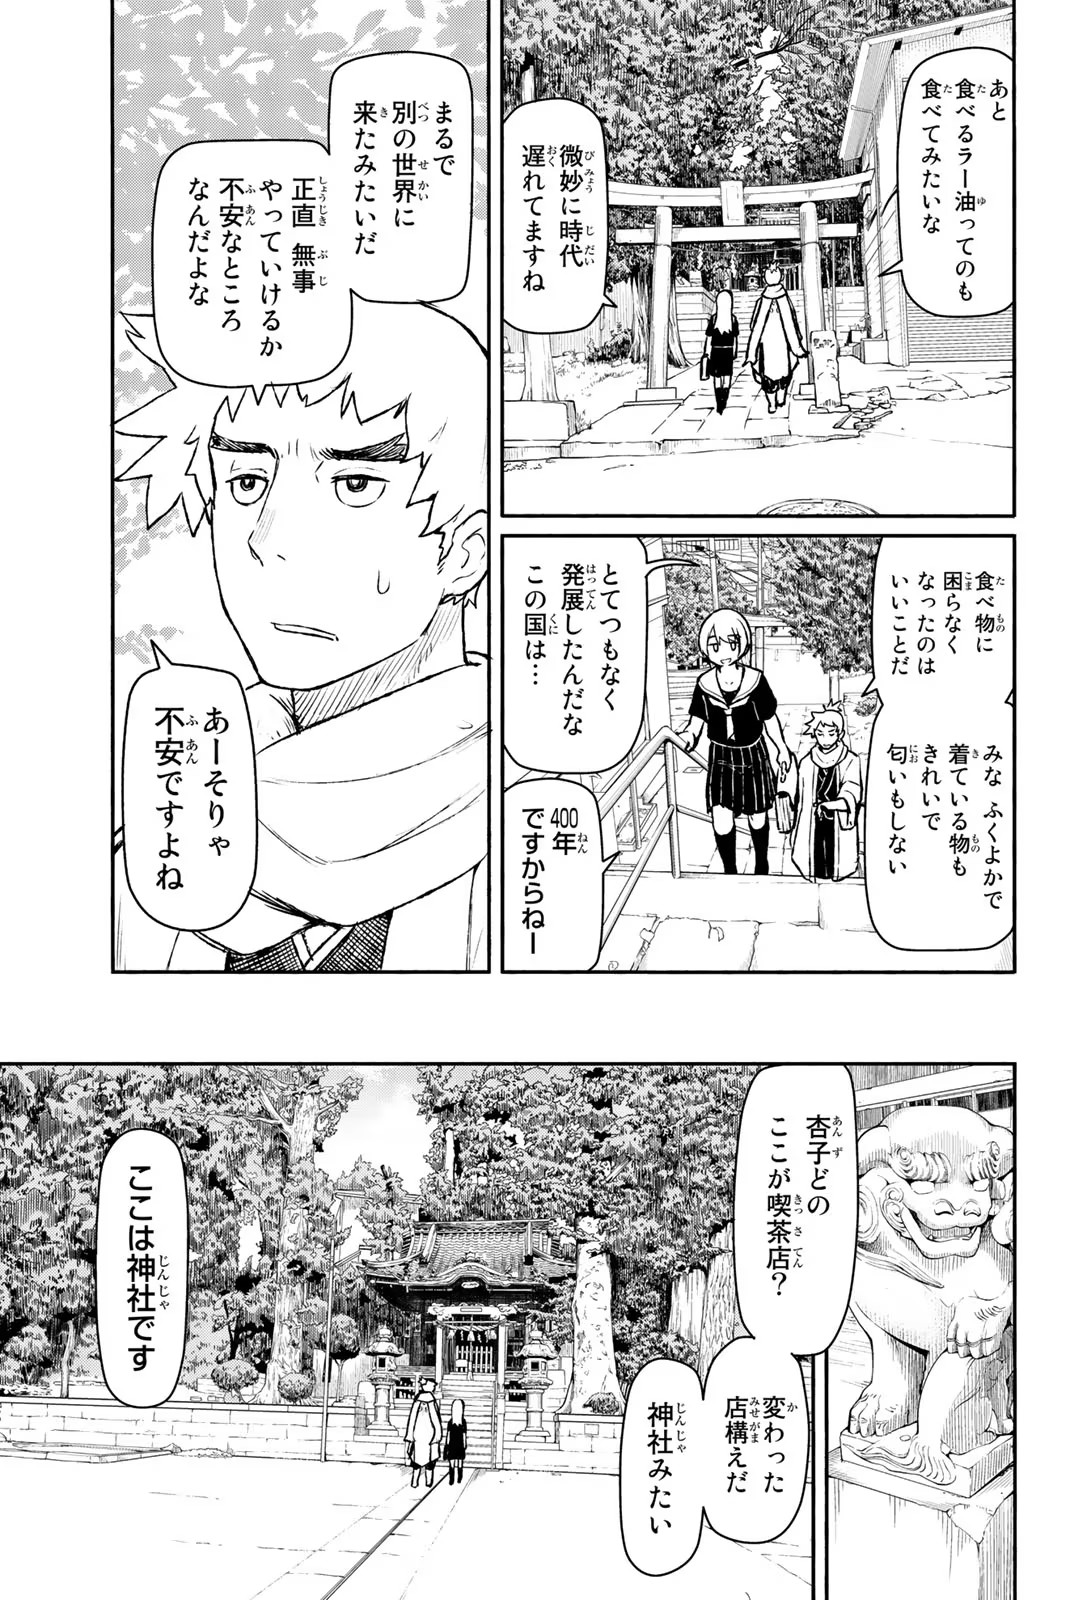 あと
食べるラー油ってのも
食べてみたいな
微妙に時代
遅れてますね
食べ物に
困らなく
なったのは
いいことだ
みな ふくよかで
着ている物も
きれいで
匂いもしない
とてつもなく
発展したんだな
この国は…
400年
ですからねー
まるで
別の世界に
来たみたいだ
正直 無事
やっていけるか
不安なところ
なんだよな
あーそりゃ
不安ですよね
杏子どの
ここが喫茶店?
変わった
店構えだ
神社みたい
ここは神社です